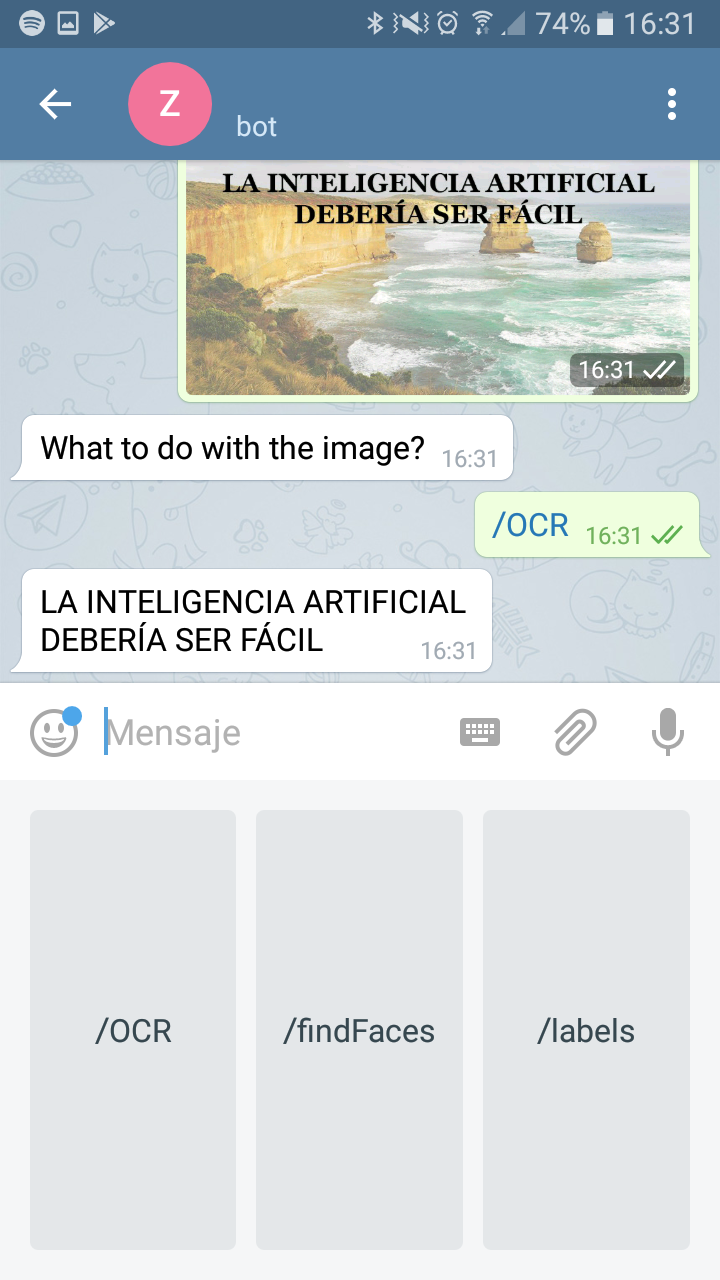 74% 16:31
Z
bot
LA INTELIGENCIA ARTIFICIAL
DEBERÍA SER FÁCIL
16:31
What to do with the image? 16:31
/OCR 16:31
LA INTELIGENCIA ARTIFICIAL
DEBERÍA SER FÁCIL 16:31
Mensaje
/OCR /findFaces /labels